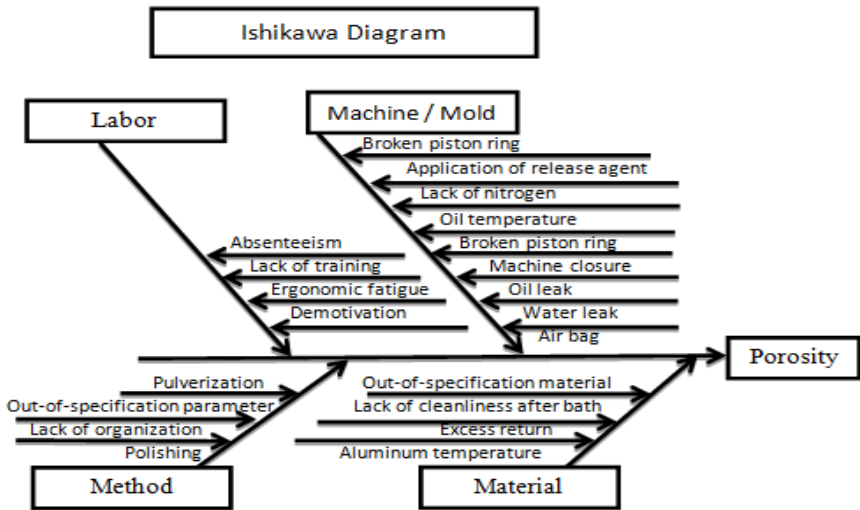 Ishikawa Diagram
Labor
Machine / Mold
Broken piston ring
Application of release agent
Lack of nitrogen
Oil temperature
Broken piston ring
Machine closure
Oil leak
Water leak
Air bag
Absenteeism
Lack of training
Ergonomic fatigue
Demotivation
Porosity
Pulverization
Out-of-specification parameter
Lack of organization
Polishing
Out-of-specification material
Lack of cleanliness after bath
Excess return
Aluminum temperature
Method
Material